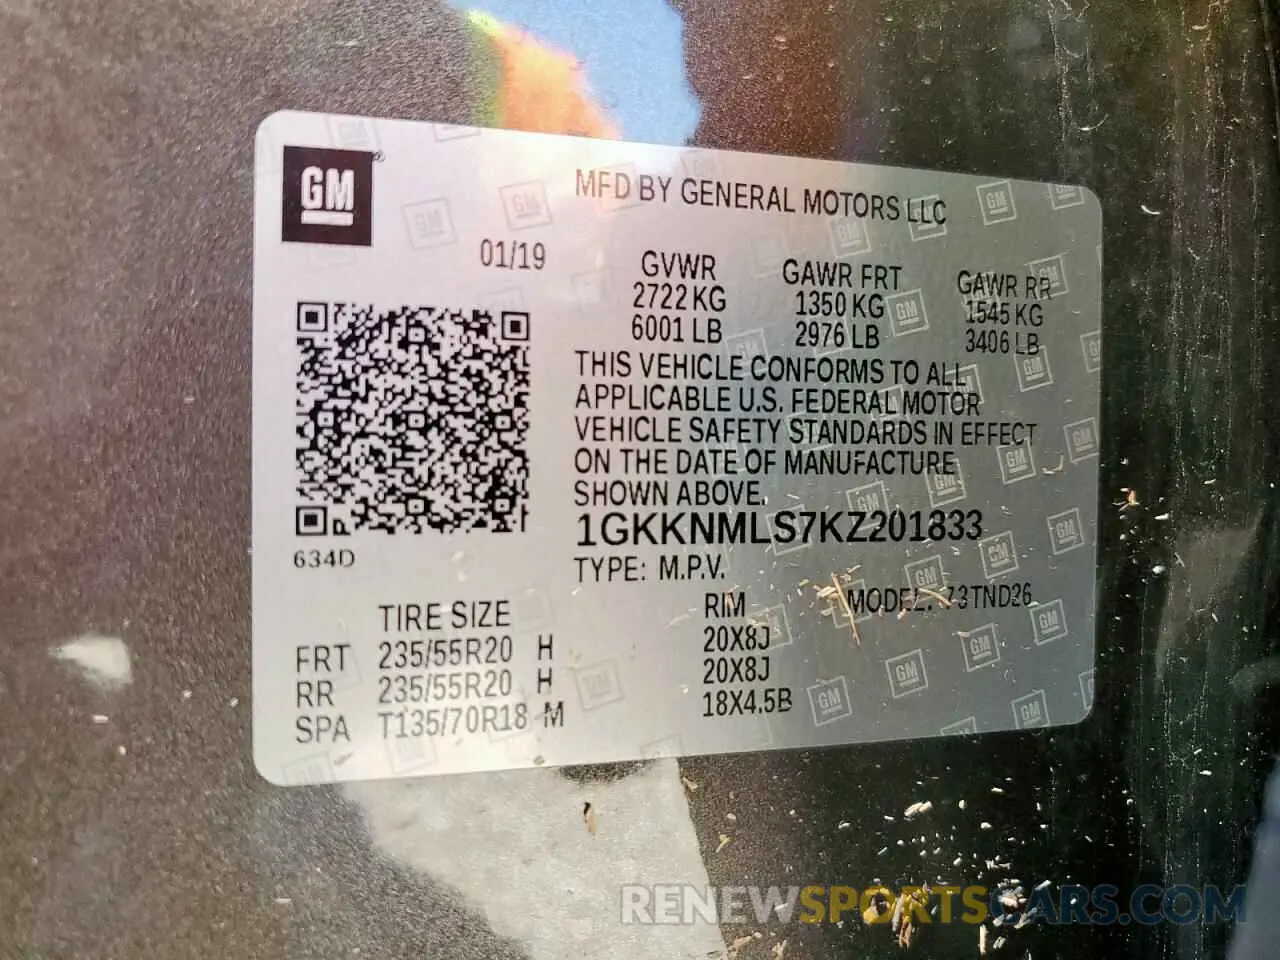 GM
MFD BY GENERAL MOTORS LLC
01/19
GVWR GAWR FRT GAWR RR
2722 KG 1350 KG 1545 KG
6001 LB 2976 LB 3406 LB
THIS VEHICLE CONFORMS TO ALL
APPLICABLE U.S. FEDERAL MOTOR
VEHICLE SAFETY STANDARDS IN EFFECT
ON THE DATE OF MANUFACTURE
SHOWN ABOVE.
1GKKNMLS7KZ201833
634D
TYPE: M.P.V.
MODEL:
TIRE SIZE RIM
FRT 235/55R20 H 20X8J
RR 235/55R20 H 20X8J
SPA T135/70R18 M 18X4.5B
RENEWSPORTSCARS.COM